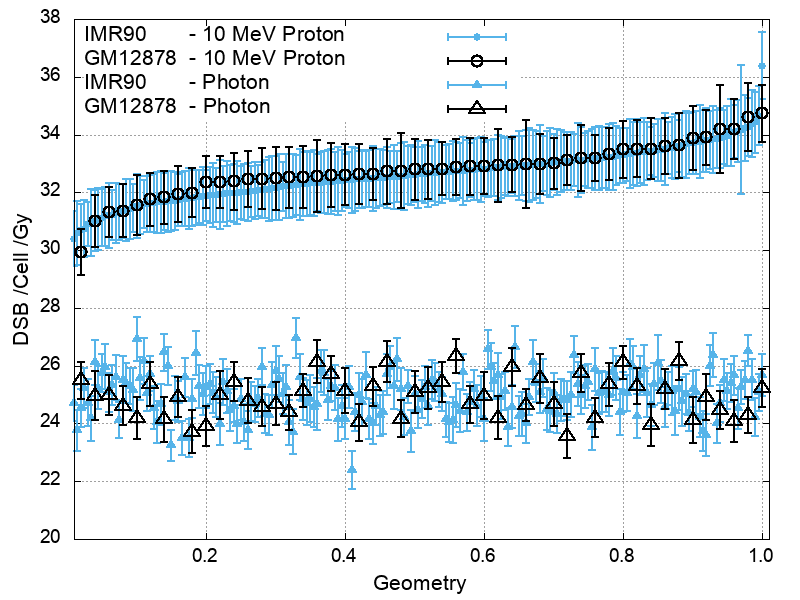 38
36
34
32
30
28
26
24
22
20
DSB /Cell /Gy
IMR90 - 10 MeV Proton
GM12878 - 10 MeV Proton
IMR90 - Photon
GM12878 - Photon
0.2 0.4 0.6 0.8 1.0
Geometry